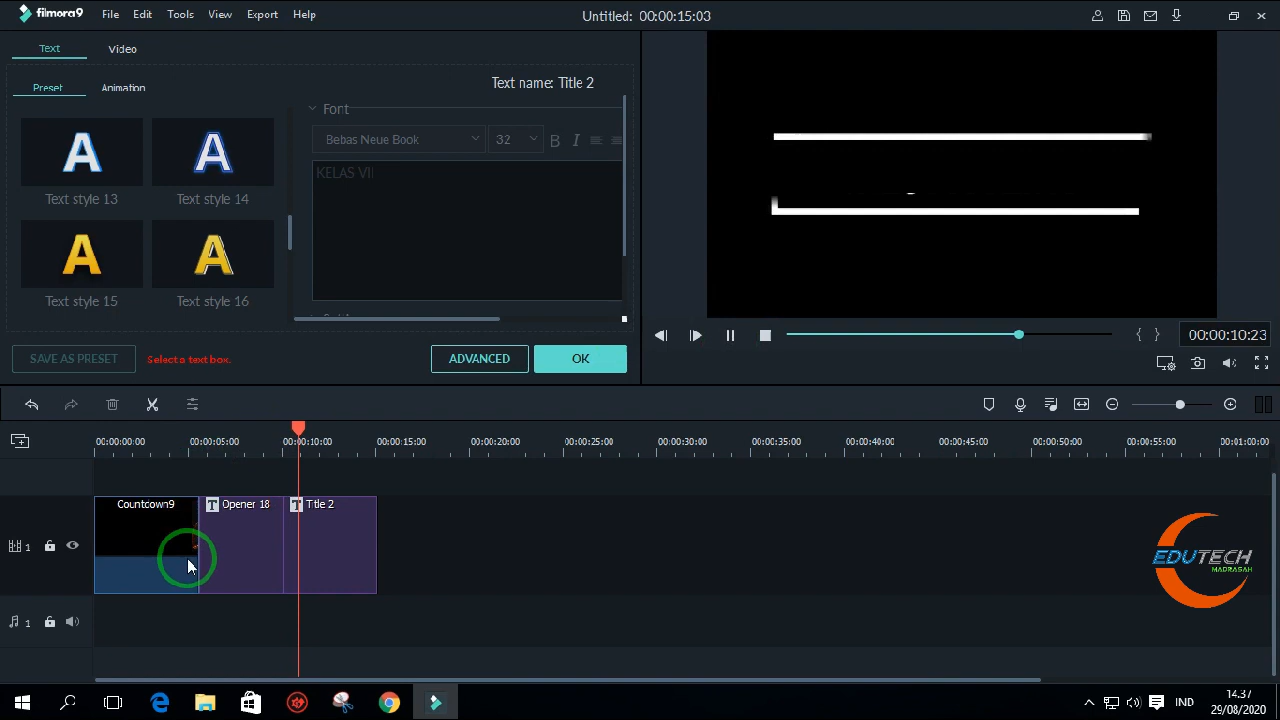 filmora9 File Edit Tools View Export Help Untitled: 00:00:15:03
Text Video
Text name: Title 2
Preset Animation
Font
Bebas Neue Book 32 B I
KELAS VII
Text style 13 Text style 14
Text style 15 Text style 16
SAVE AS PRESET Select a text box. ADVANCED OK
{ } 00:00:10:23
00:00:00:00 00:00:05:00 00:00:10:00 00:00:15:00 00:00:20:00 00:00:25:00 00:00:30:00 00:00:35:00 00:00:40:00 00:00:45:00 00:00:50:00 00:00:55:00 00:01:00:00
Countdown9 T Opener 18 T Title 2
1
EDUTECH
MADRASAH
1
IND
14.37
29/08/2020